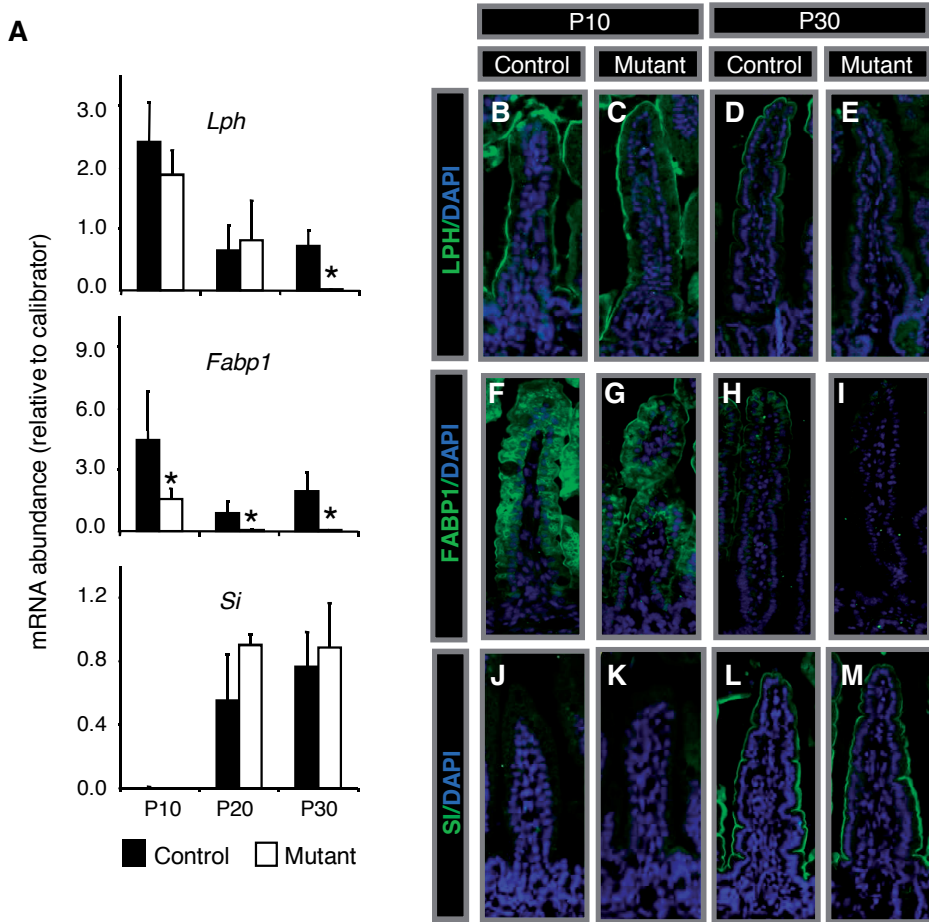 A
mRNA abundance (relative to calibrator)
Lph
3.0
2.0
1.0
0.0
*
Fabp1
9.0
6.0
3.0
0.0
*
*
*
Si
1.2
0.8
0.4
0.0
P10 P20 P30
Control Mutant
P10 P30
Control Mutant Control Mutant
LPH/DAPI
B C D E
FABP1/DAPI
F G H I
SI/DAPI
J K L M